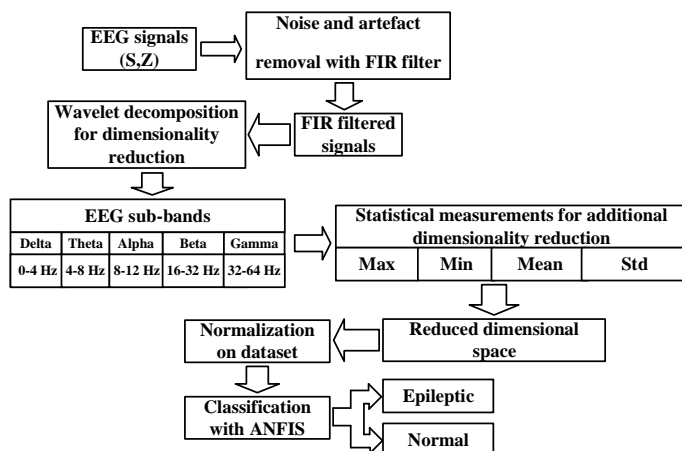 EEG signals
(S,Z)
Noise and artefact
removal with FIR filter
Wavelet decomposition
for dimensionality
reduction
FIR filtered
signals
EEG sub-bands
Delta Theta Alpha Beta Gamma
0-4 Hz 4-8 Hz 8-12 Hz 16-32 Hz 32-64 Hz
Statistical measurements for additional
dimensionality reduction
Max Min Mean Std
Normalization
on dataset
Reduced dimensional
space
Classification
with ANFIS
Epileptic
Normal